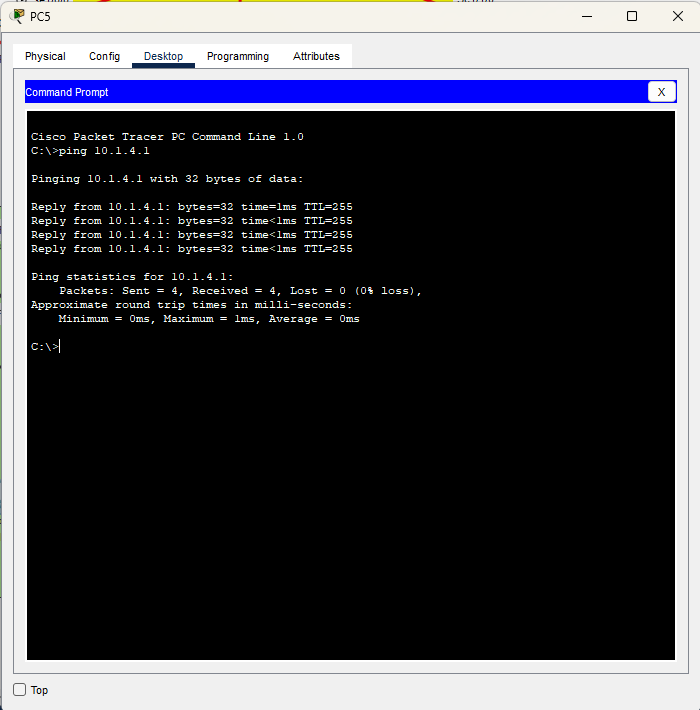 PC5
Physical Config Desktop Programming Attributes
Command Prompt
X
Cisco Packet Tracer PC Command Line 1.0
C:\>ping 10.1.4.1
Pinging 10.1.4.1 with 32 bytes of data:
Reply from 10.1.4.1: bytes=32 time=1ms TTL=255
Reply from 10.1.4.1: bytes=32 time<1ms TTL=255
Reply from 10.1.4.1: bytes=32 time<1ms TTL=255
Reply from 10.1.4.1: bytes=32 time<1ms TTL=255
Ping statistics for 10.1.4.1:
Packets: Sent = 4, Received = 4, Lost = 0 (0% loss),
Approximate round trip times in milli-seconds:
Minimum = 0ms, Maximum = 1ms, Average = 0ms
C:\>
Top